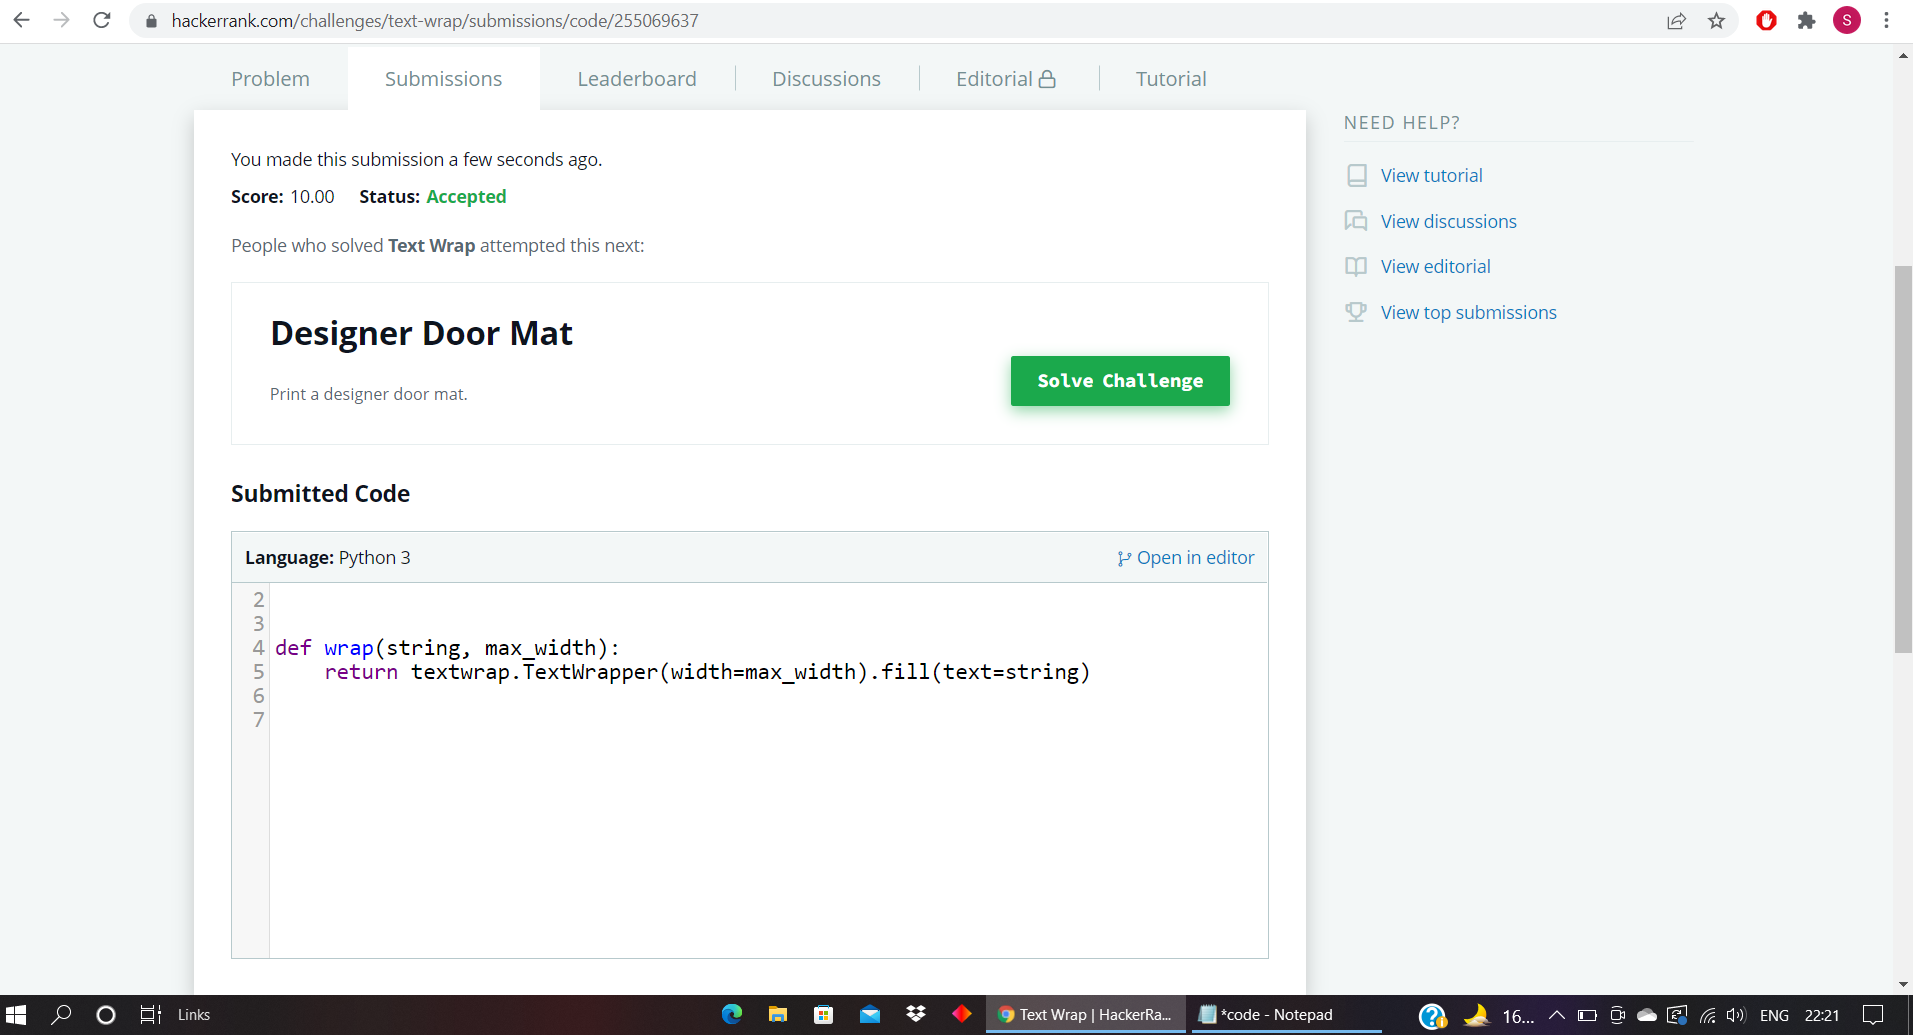 hackerrank.com/challenges/text-wrap/submissions/code/255069637
S
Problem
Submissions
Leaderboard
Discussions
Editorial
Tutorial
You made this submission a few seconds ago.
Score: 10.00 Status: Accepted
People who solved Text Wrap attempted this next:
Designer Door Mat
Print a designer door mat.
Solve Challenge
Submitted Code
Language: Python 3
Open in editor
2
3
4 def wrap(string, max_width):
5     return textwrap.TextWrapper(width=max_width).fill(text=string)
6
7
NEED HELP?
View tutorial
View discussions
View editorial
View top submissions
Links
Text Wrap | HackerRa...
*code - Notepad
16...
ENG
22:21